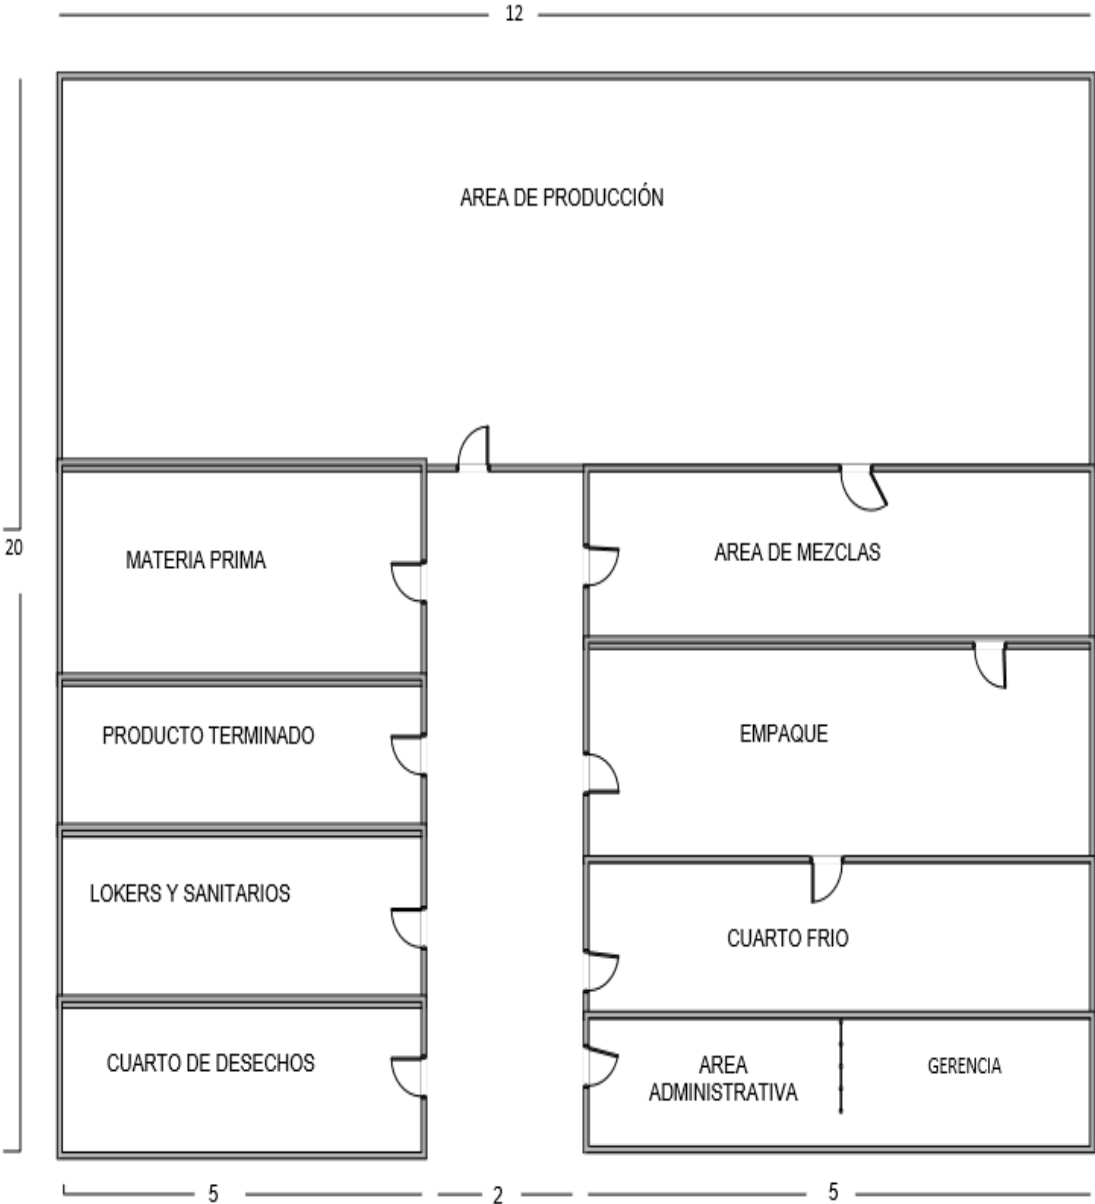 12
AREA DE PRODUCCIÓN
20
MATERIA PRIMA
AREA DE MEZCLAS
PRODUCTO TERMINADO
EMPAQUE
LOKERS Y SANITARIOS
CUARTO FRIO
CUARTO DE DESECHOS
AREA
ADMINISTRATIVA
GERENCIA
5
2
5